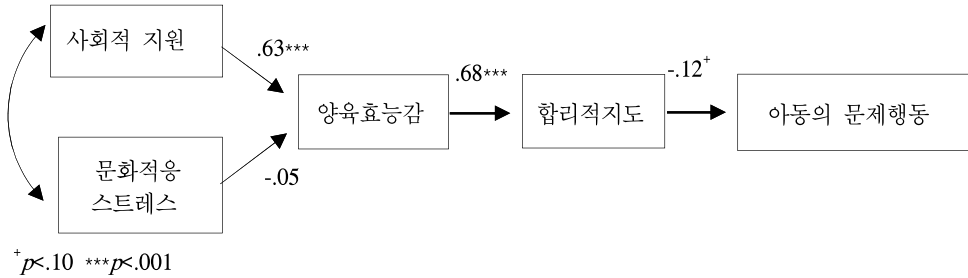 사회적 지원
.63***
.68***
-.12⁺
양육효능감
합리적지도
아동의 문제행동
문화적응
스트레스
-.05
⁺p<.10 ***p<.001